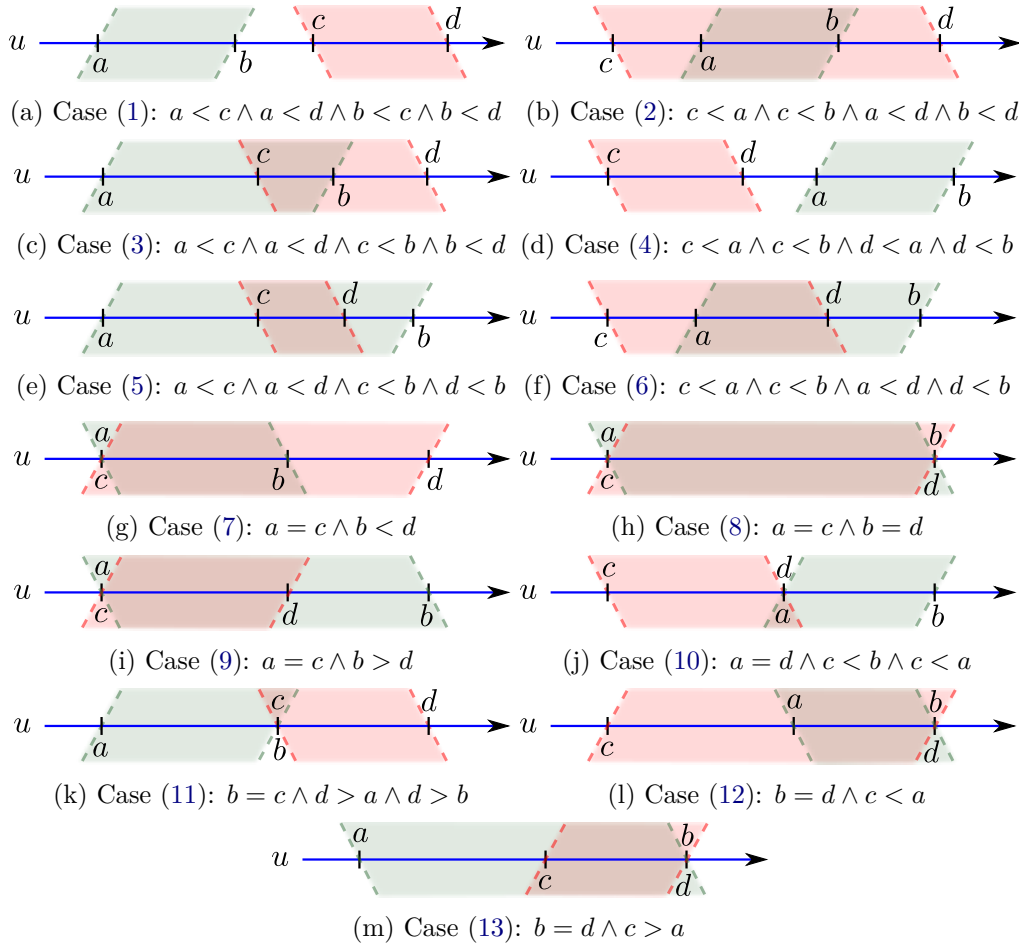 u a b c d
u c a b d
(a) Case (1): a < c ∧ a < d ∧ b < c ∧ b < d
(b) Case (2): c < a ∧ c < b ∧ a < d ∧ b < d
u a c b d
u c d a b
(c) Case (3): a < c ∧ a < d ∧ c < b ∧ b < d
(d) Case (4): c < a ∧ c < b ∧ d < a ∧ d < b
u a c d b
u c a d b
(e) Case (5): a < c ∧ a < d ∧ c < b ∧ d < b
(f) Case (6): c < a ∧ c < b ∧ a < d ∧ d < b
u a c b d
u a c b d
(g) Case (7): a = c ∧ b < d
(h) Case (8): a = c ∧ b = d
u a c d b
u c d a b
(i) Case (9): a = c ∧ b > d
(j) Case (10): a = d ∧ c < b ∧ c < a
u a c b d
u c a b d
(k) Case (11): b = c ∧ d > a ∧ d > b
(l) Case (12): b = d ∧ c < a
u a c b d
(m) Case (13): b = d ∧ c > a